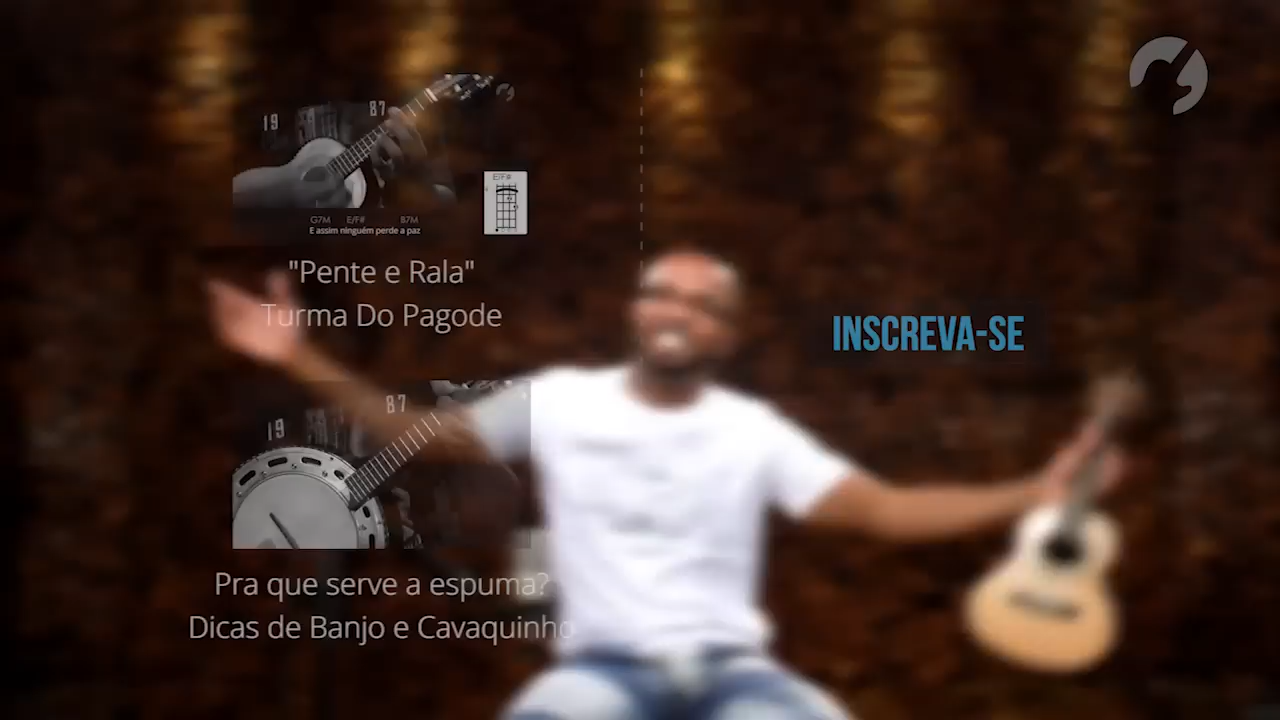 19
87
E/F#
G7M E/F# B7M
E assim ninguém perde a paz
"Pente e Rala"
Turma Do Pagode
INSCREVA-SE
19
87
Pra que serve a espuma?
Dicas de Banjo e Cavaquinho